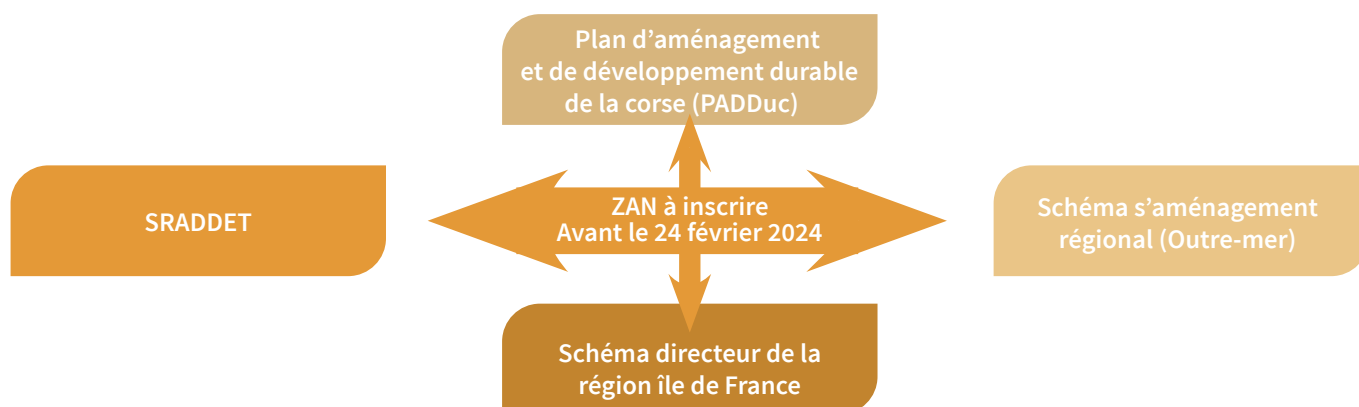 Plan d’aménagement
et de développement durable
de la corse (PADDuc)
SRADDET
ZAN à inscrire
Avant le 24 février 2024
Schéma s’aménagement
régional (Outre-mer)
Schéma directeur de la
région île de France